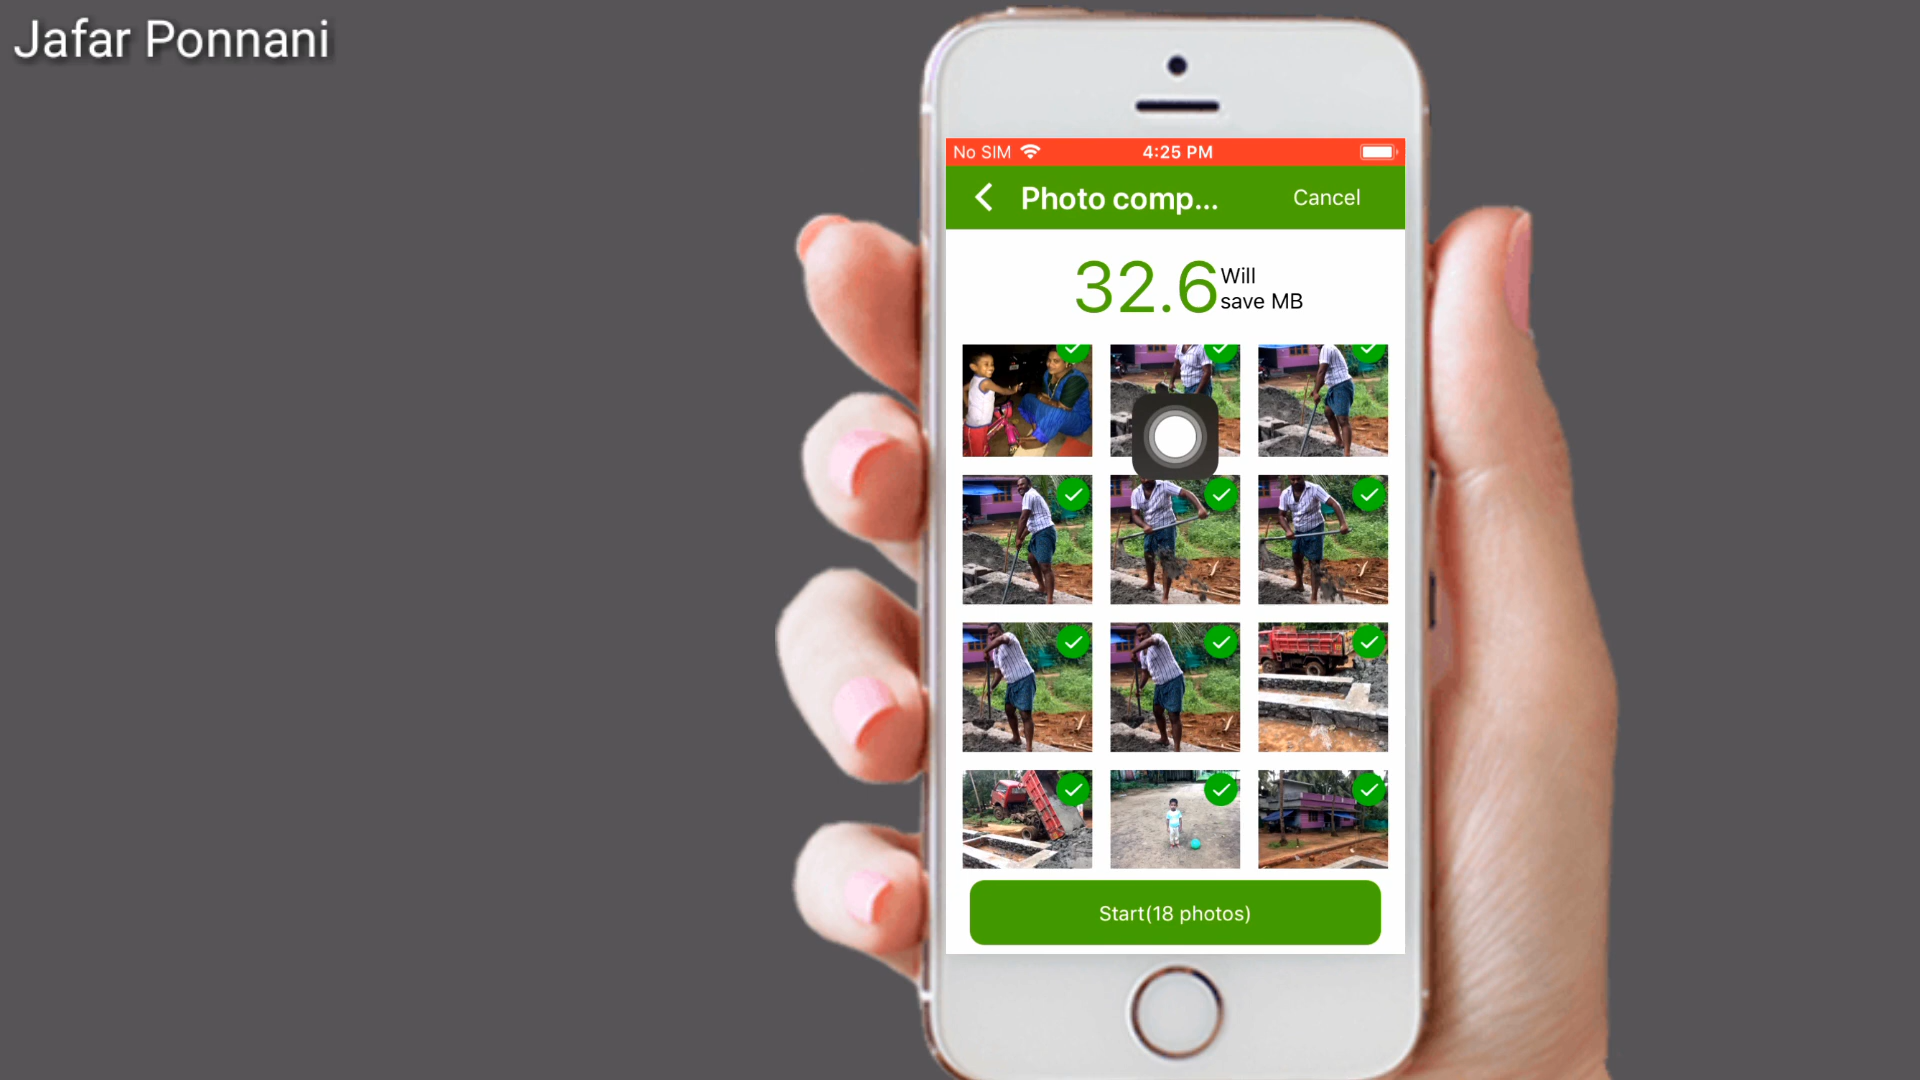 Jafar Ponnani
No SIM 4:25 PM
Photo comp... Cancel
32.6 Will
save MB
Start(18 photos)